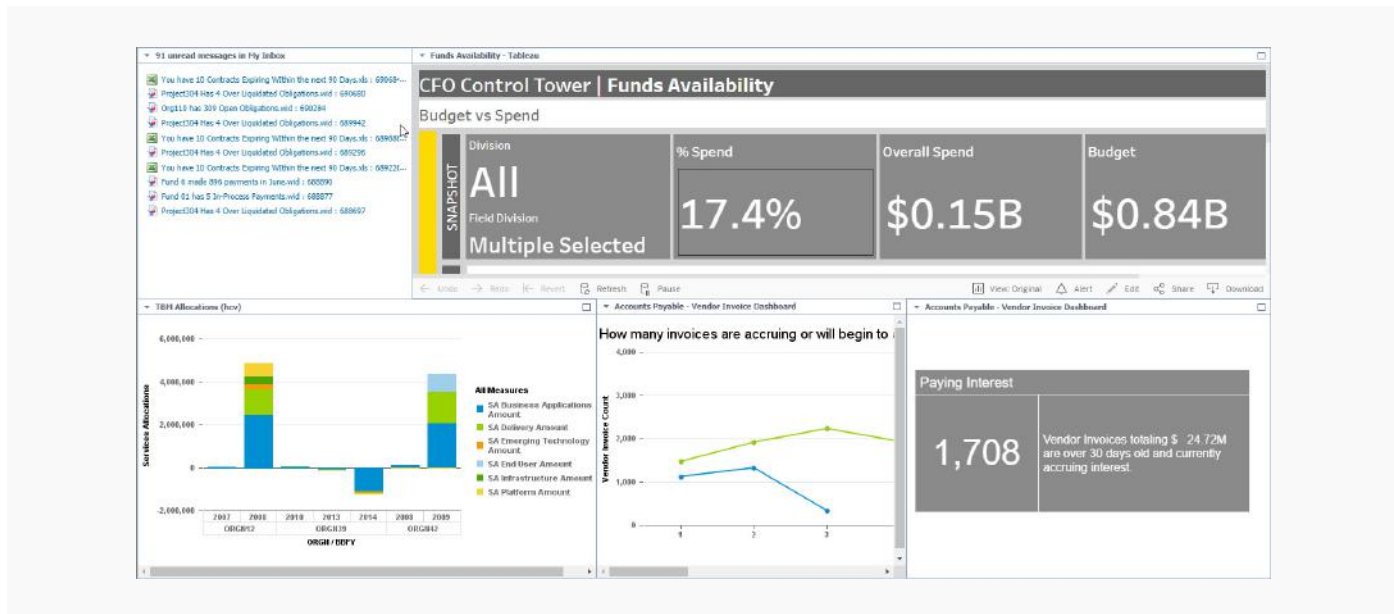 91 unread messages in My Inbox
You have 10 Contracts Expiring Within the next 90 Days.xls : 69068-...
Project304 Has 4 Over Liquidated Obligations.wid : 690680
Org118 has 309 Open Obligations.wid : 690284
Project304 Has 4 Over Liquidated Obligations.wid : 689942
You have 10 Contracts Expiring Within the next 90 Days.xls :
Project304 Has 4 Over Liquidated Obligations.wid : 689296
You have 10 Contracts Expiring Within the next 90 Days.xls : 689228...
Fund 6 made 896 payments in June.wid : 688890
Fund 01 has 5 In-Process Payments.wid : 688877
Project304 Has 4 Over Liquidated Obligations.wid : 688697
Funds Availability - Tableau
CFO Control Tower | Funds Availability
Budget vs Spend
SNAPSHOT
Division
All
Field Division
Multiple Selected
% Spend
17.4%
Overall Spend
$0.15B
Budget
$0.84B
Undo Redo Revert Refresh Pause
View: Original Alert Edit Share Download
TBM Allocations (hcv)
Services Allocations
6,000,000
4,000,000
2,000,000
0
-2,000,000
2007 2008 2010 2013 2014 2008 2009
ORGN12 ORGN39 ORGN42
ORGN / BBFY
All Measures
SA Business Applications
Amount
SA Delivery Amount
SA Emerging Technology
Amount
SA End User Amount
SA Infrastructure Amount
SA Platform Amount
Accounts Payable - Vendor Invoice Dashboard
How many invoices are accruing or will begin to
Vendor Invoice Count
4,000
3,000
2,000
1,000
0
1 2 3
Accounts Payable - Vendor Invoice Dashboard
Paying Interest
1,708
Vendor Invoices totaling $ 24.72M
are over 30 days old and currently
accruing interest.